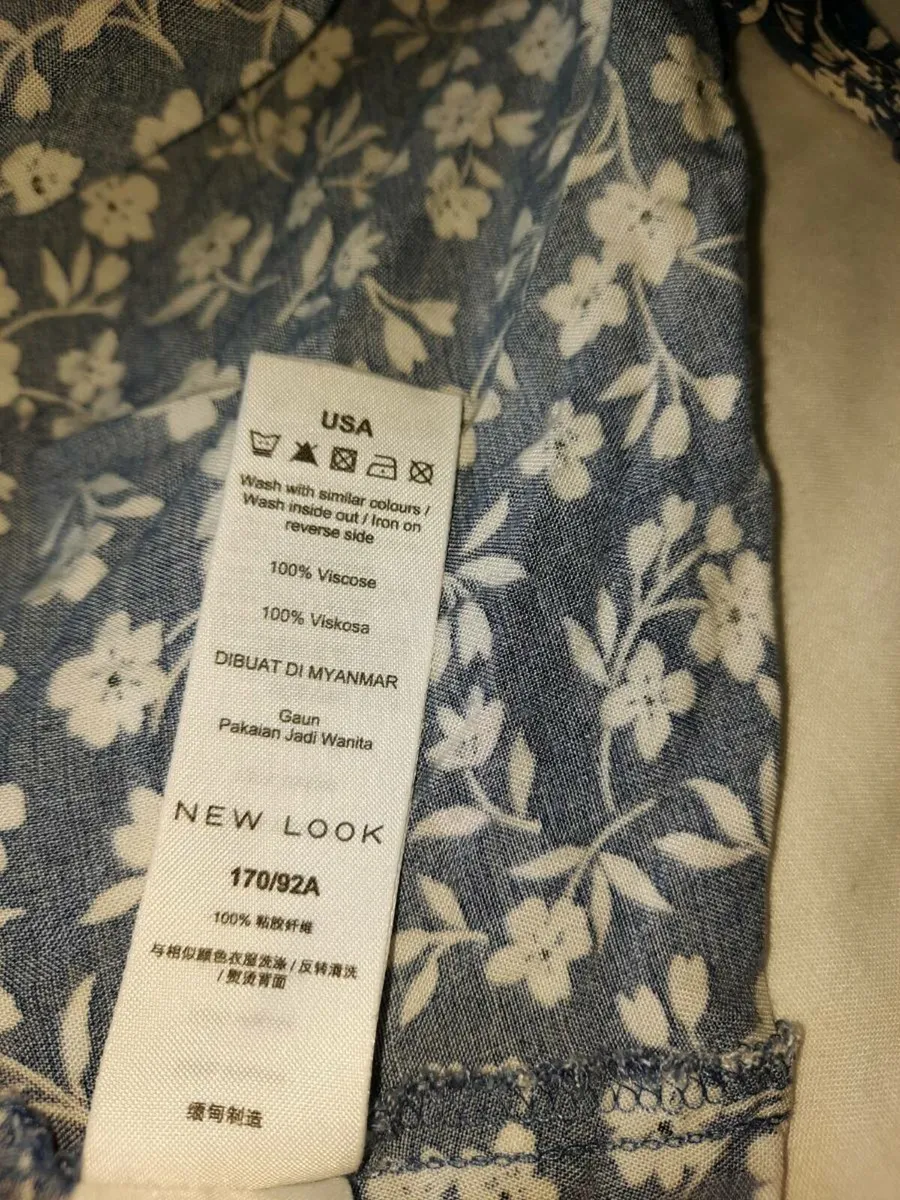 USA
Wash with similar colours /
Wash inside out / Iron on
reverse side
100% Viscose
100% Viskosa
DIBUAT DI MYANMAR
Gaun
Pakaian Jadi Wanita
NEW LOOK
170/92A
100% 粘胶纤维
与相似颜色衣服洗涤 / 反转清洗
/ 熨烫背面
缅甸制造